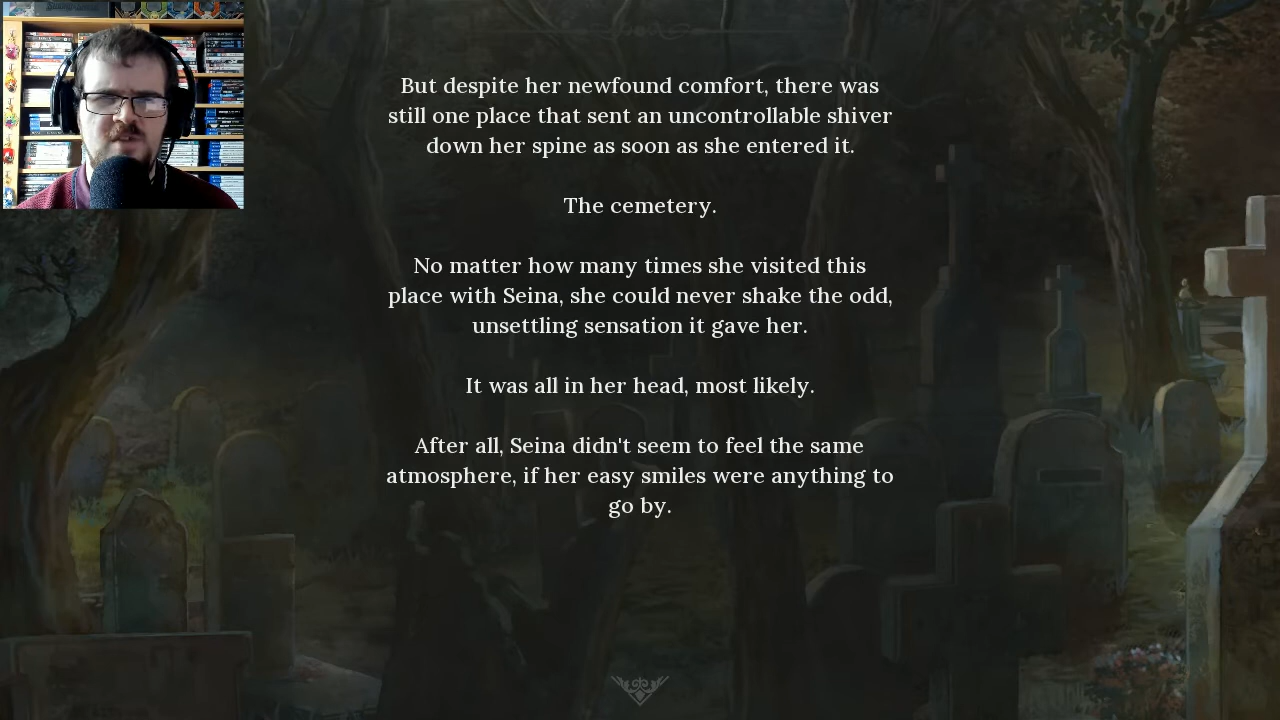 But despite her newfound comfort, there was
still one place that sent an uncontrollable shiver
down her spine as soon as she entered it.
The cemetery.
No matter how many times she visited this
place with Seina, she could never shake the odd,
unsettling sensation it gave her.
It was all in her head, most likely.
After all, Seina didn't seem to feel the same
atmosphere, if her easy smiles were anything to
go by.